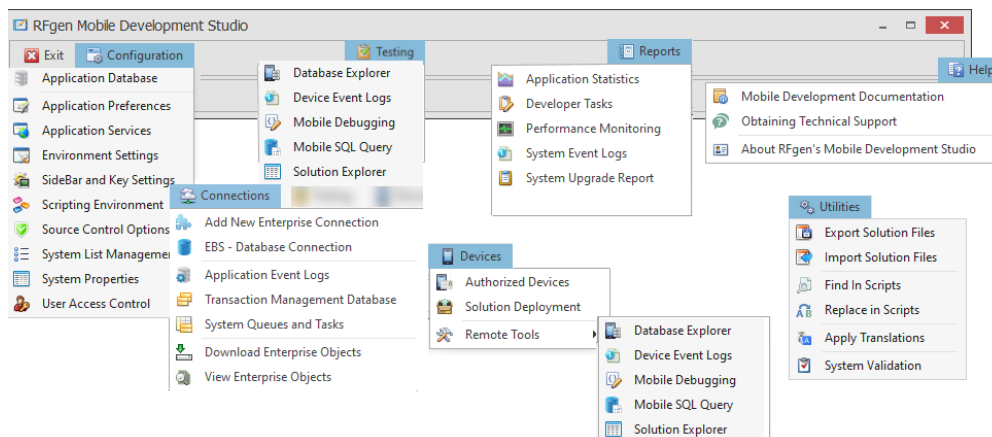 RFgen Mobile Development Studio
Exit
Configuration
Application Database
Application Preferences
Application Services
Environment Settings
SideBar and Key Settings
Scripting Environment
Source Control Options
System List Management
System Properties
User Access Control
Testing
Database Explorer
Device Event Logs
Mobile Debugging
Mobile SQL Query
Solution Explorer
Connections
Add New Enterprise Connection
EBS - Database Connection
Application Event Logs
Transaction Management Database
System Queues and Tasks
Download Enterprise Objects
View Enterprise Objects
Reports
Application Statistics
Developer Tasks
Performance Monitoring
System Event Logs
System Upgrade Report
Devices
Authorized Devices
Solution Deployment
Remote Tools
Database Explorer
Device Event Logs
Mobile Debugging
Mobile SQL Query
Solution Explorer
Help
Mobile Development Documentation
Obtaining Technical Support
About RFgen's Mobile Development Studio
Utilities
Export Solution Files
Import Solution Files
Find In Scripts
Replace in Scripts
Apply Translations
System Validation